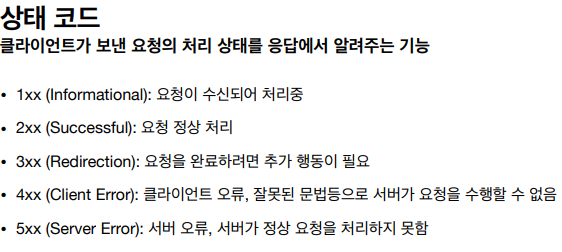 상태 코드
클라이언트가 보낸 요청의 처리 상태를 응답에서 알려주는 기능
• 1xx (Informational): 요청이 수신되어 처리중
• 2xx (Successful): 요청 정상 처리
• 3xx (Redirection): 요청을 완료하려면 추가 행동이 필요
• 4xx (Client Error): 클라이언트 오류, 잘못된 문법등으로 서버가 요청을 수행할 수 없음
• 5xx (Server Error): 서버 오류, 서버가 정상 요청을 처리하지 못함